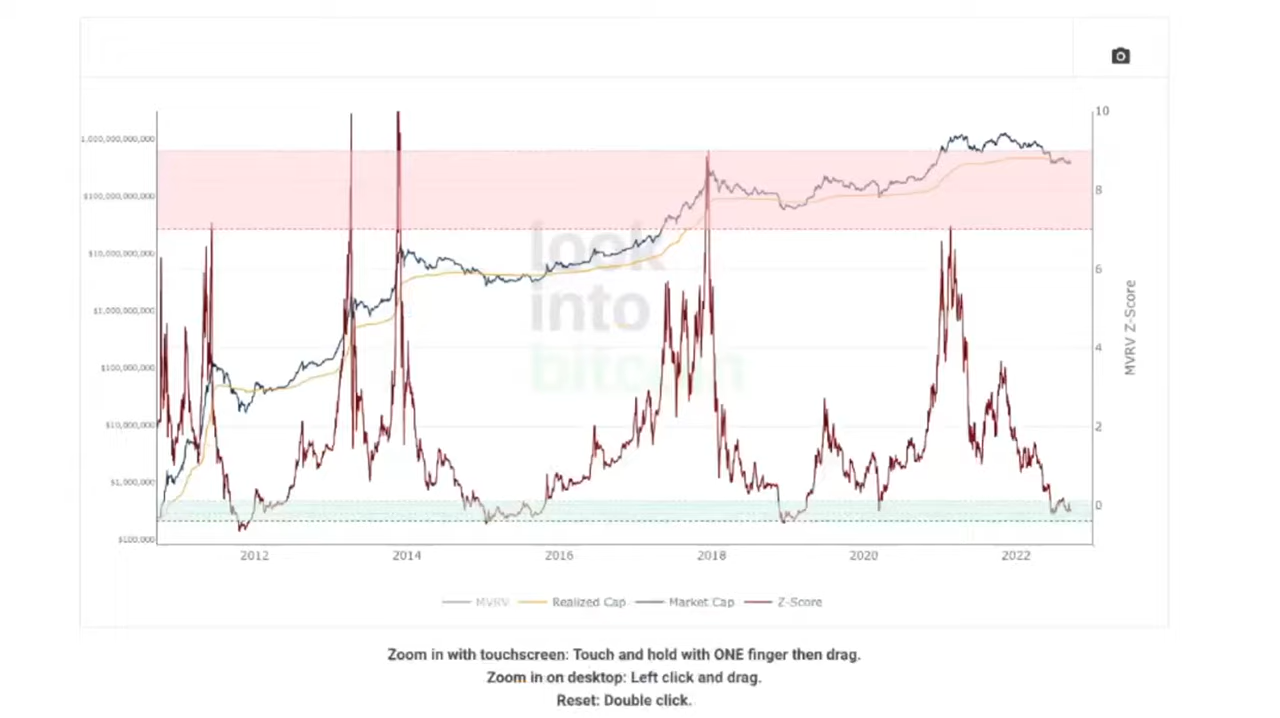 10
1,000,000,000,000
$100,000,000,000
8
$10,000,000,000
6
$1,000,000,000
4
$100,000,000
$10,000,000
2
$1,000,000
0
$100,000
MVRV Z-Score
look
into
bitcoin
2012 2014 2016 2018 2020 2022
MVRV Realized Cap Market Cap Z-Score
Zoom in with touchscreen: Touch and hold with ONE finger then drag.
Zoom in on desktop: Left click and drag.
Reset: Double click.